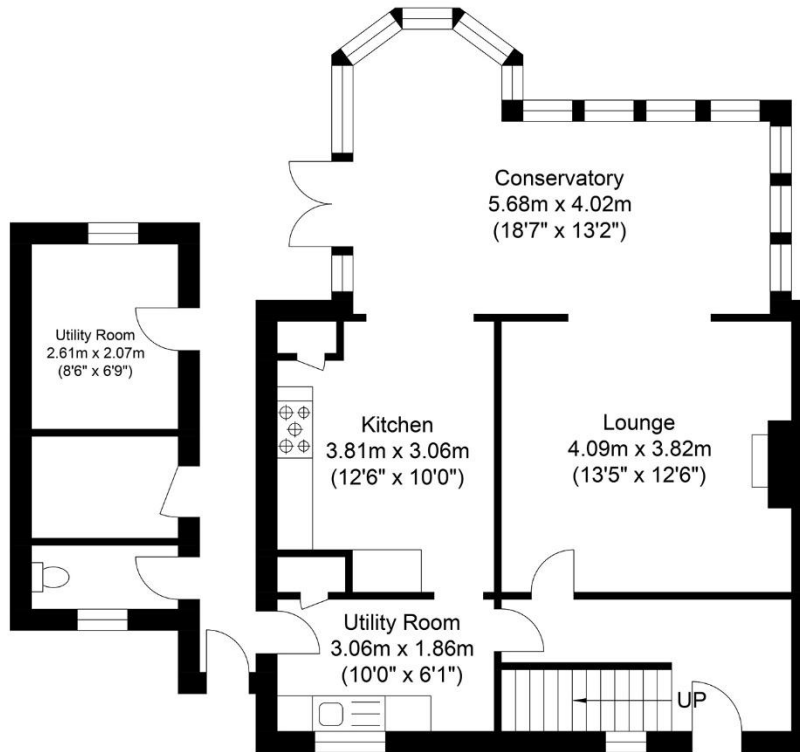 Conservatory
5.68m x 4.02m
(18'7" x 13'2")
Utility Room
2.61m x 2.07m
(8'6" x 6'9")
Kitchen
3.81m x 3.06m
(12'6" x 10'0")
Lounge
4.09m x 3.82m
(13'5" x 12'6")
Utility Room
3.06m x 1.86m
(10'0" x 6'1")
UP